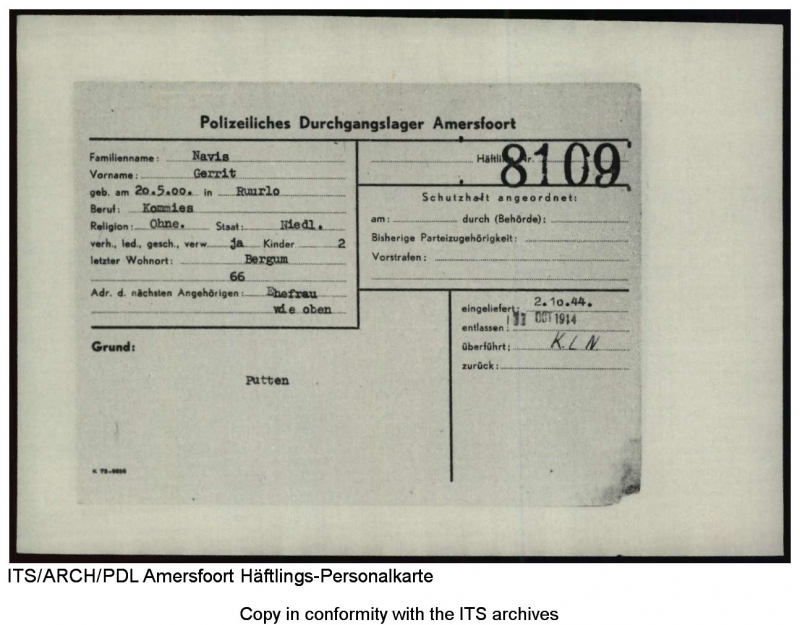 Polizeiliches Durchgangslager Amersfoort
Familienname: Navis
Vorname: Gerrit
geb. am 20.5.00. in Ruurlo
Beruf: Kommies
Religion: Ohne. Staat: Niedl.
verh., led., gesch., verw. ja Kinder 2
letzter Wohnort: Bergum
66
Adr. d. nächsten Angehörigen: Ehefrau
wie oben
Häftlings-Nr. 8109
Schutzhaft angeordnet:
am: durch (Behörde):
Bisherige Parteizugehörigkeit:
Vorstrafen:
Grund:
Putten
eingeliefert: 2.10.44.
entlassen: OCT
überführt: K.L.N.
zurück:
ITS/ARCH/PDL Amersfoort Häftlings-Personalkarte
Copy in conformity with the ITS archives